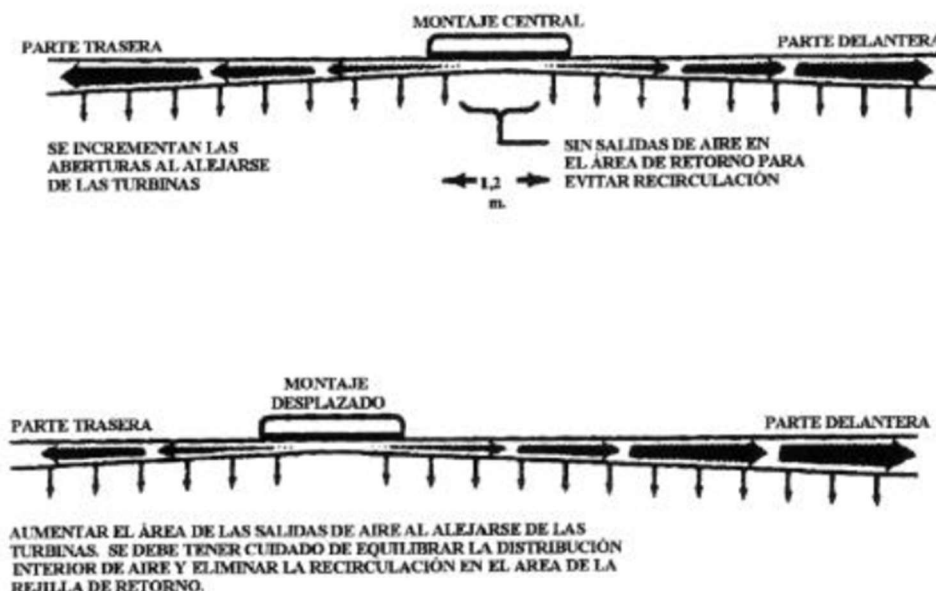 MONTAJE CENTRAL
PARTE TRASERA
PARTE DELANTERA
SE INCREMENTAN LAS
ABERTURAS AL ALEJARSE
DE LAS TURBINAS
SIN SALIDAS DE AIRE EN
EL ÁREA DE RETORNO PARA
EVITAR RECIRCULACIÓN
1,2
m.
MONTAJE
DESPLAZADO
PARTE TRASERA
PARTE DELANTERA
AUMENTAR EL ÁREA DE LAS SALIDAS DE AIRE AL ALEJARSE DE LAS
TURBINAS. SE DEBE TENER CUIDADO DE EQUILIBRAR LA DISTRIBUCIÓN
INTERIOR DE AIRE Y ELIMINAR LA RECIRCULACIÓN EN EL AREA DE LA
REJILLA DE RETORNO.